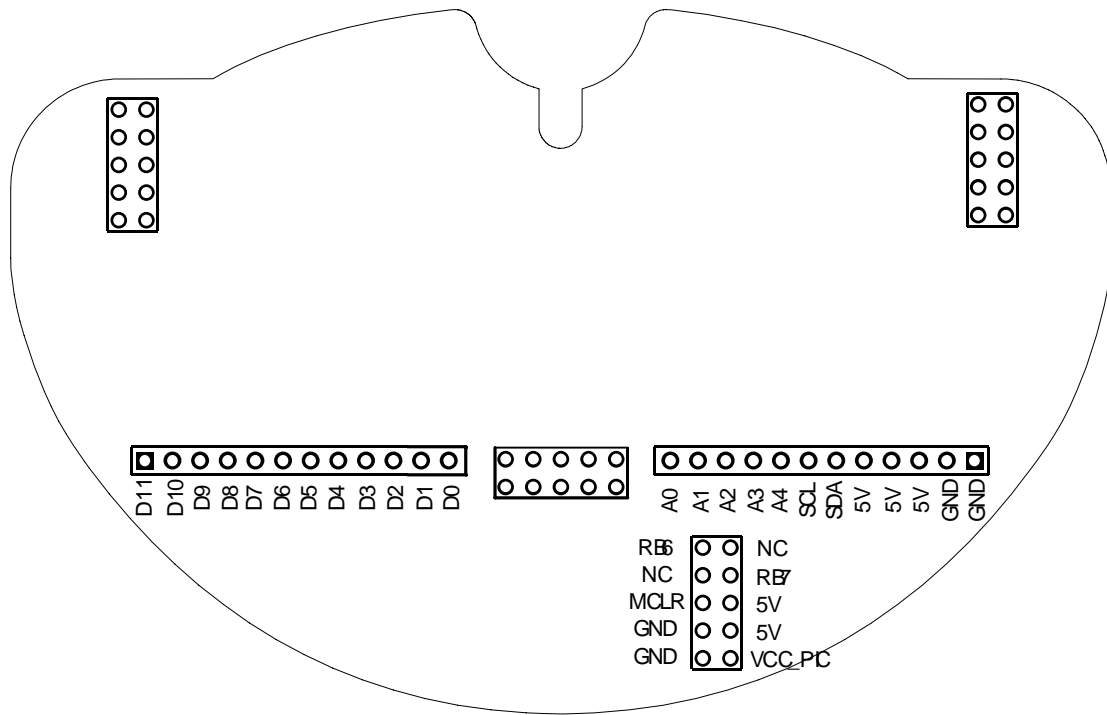 D11 D10 D9 D8 D7 D6 D5 D4 D3 D2 D1 D0 A0 A1 A2 A3 A4 SCL SDA 5V 5V 5V GND GND
RB6 NC
NC RB7
MCLR 5V
GND 5V
GND VCC_PIC